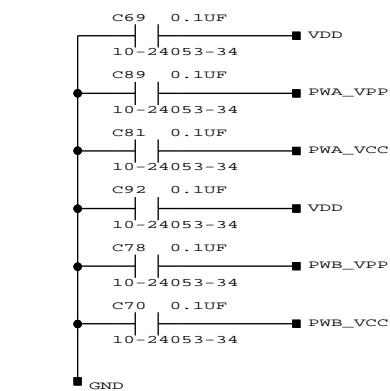 C69 0.1UF
VDD
10-24053-34
C89 0.1UF
PWA_VPP
10-24053-34
C81 0.1UF
PWA_VCC
10-24053-34
C92 0.1UF
VDD
10-24053-34
C78 0.1UF
PWB_VPP
10-24053-34
C70 0.1UF
PWB_VCC
10-24053-34
GND